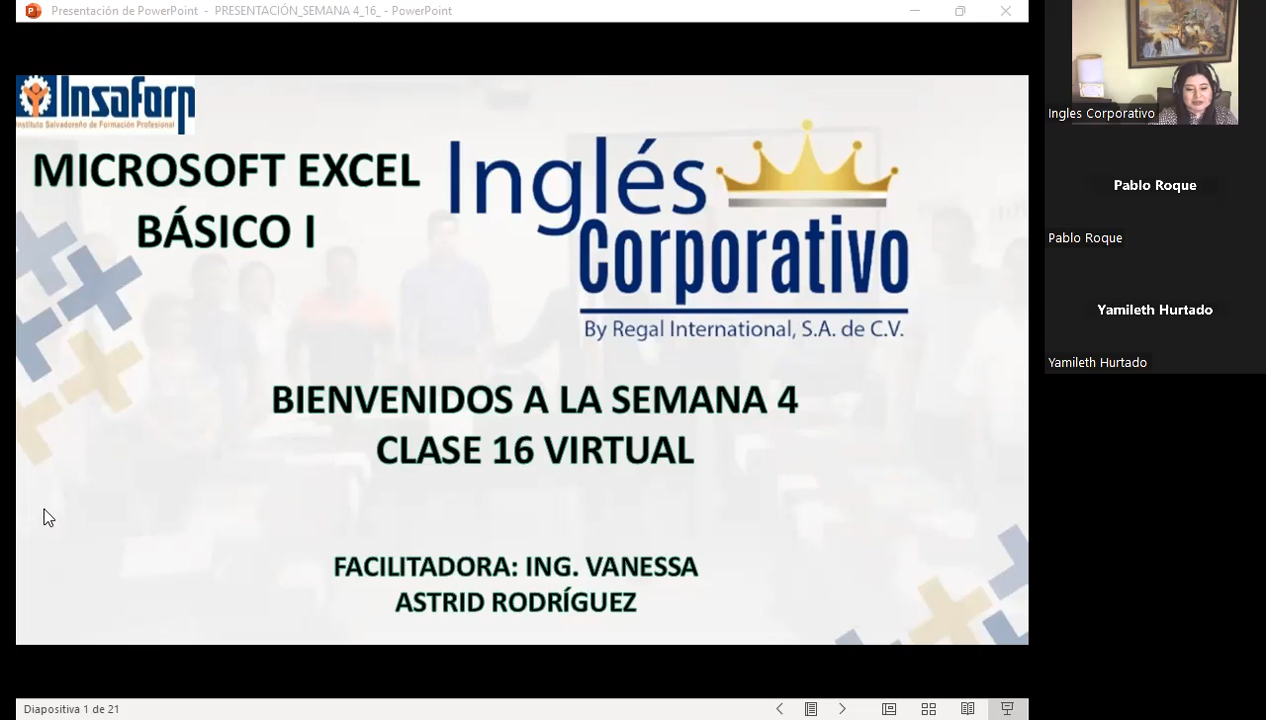 Presentación de PowerPoint - PRESENTACIÓN_SEMANA 4_16_ - PowerPoint
Insaforp
Instituto Salvadoreño de Formación Profesional
MICROSOFT EXCEL
BÁSICO I
Inglés
Corporativo
By Regal International, S.A. de C.V.
BIENVENIDOS A LA SEMANA 4
CLASE 16 VIRTUAL
FACILITADORA: ING. VANESSA
ASTRID RODRÍGUEZ
Diapositiva 1 de 21
Ingles Corporativo
Pablo Roque
Pablo Roque
Yamileth Hurtado
Yamileth Hurtado